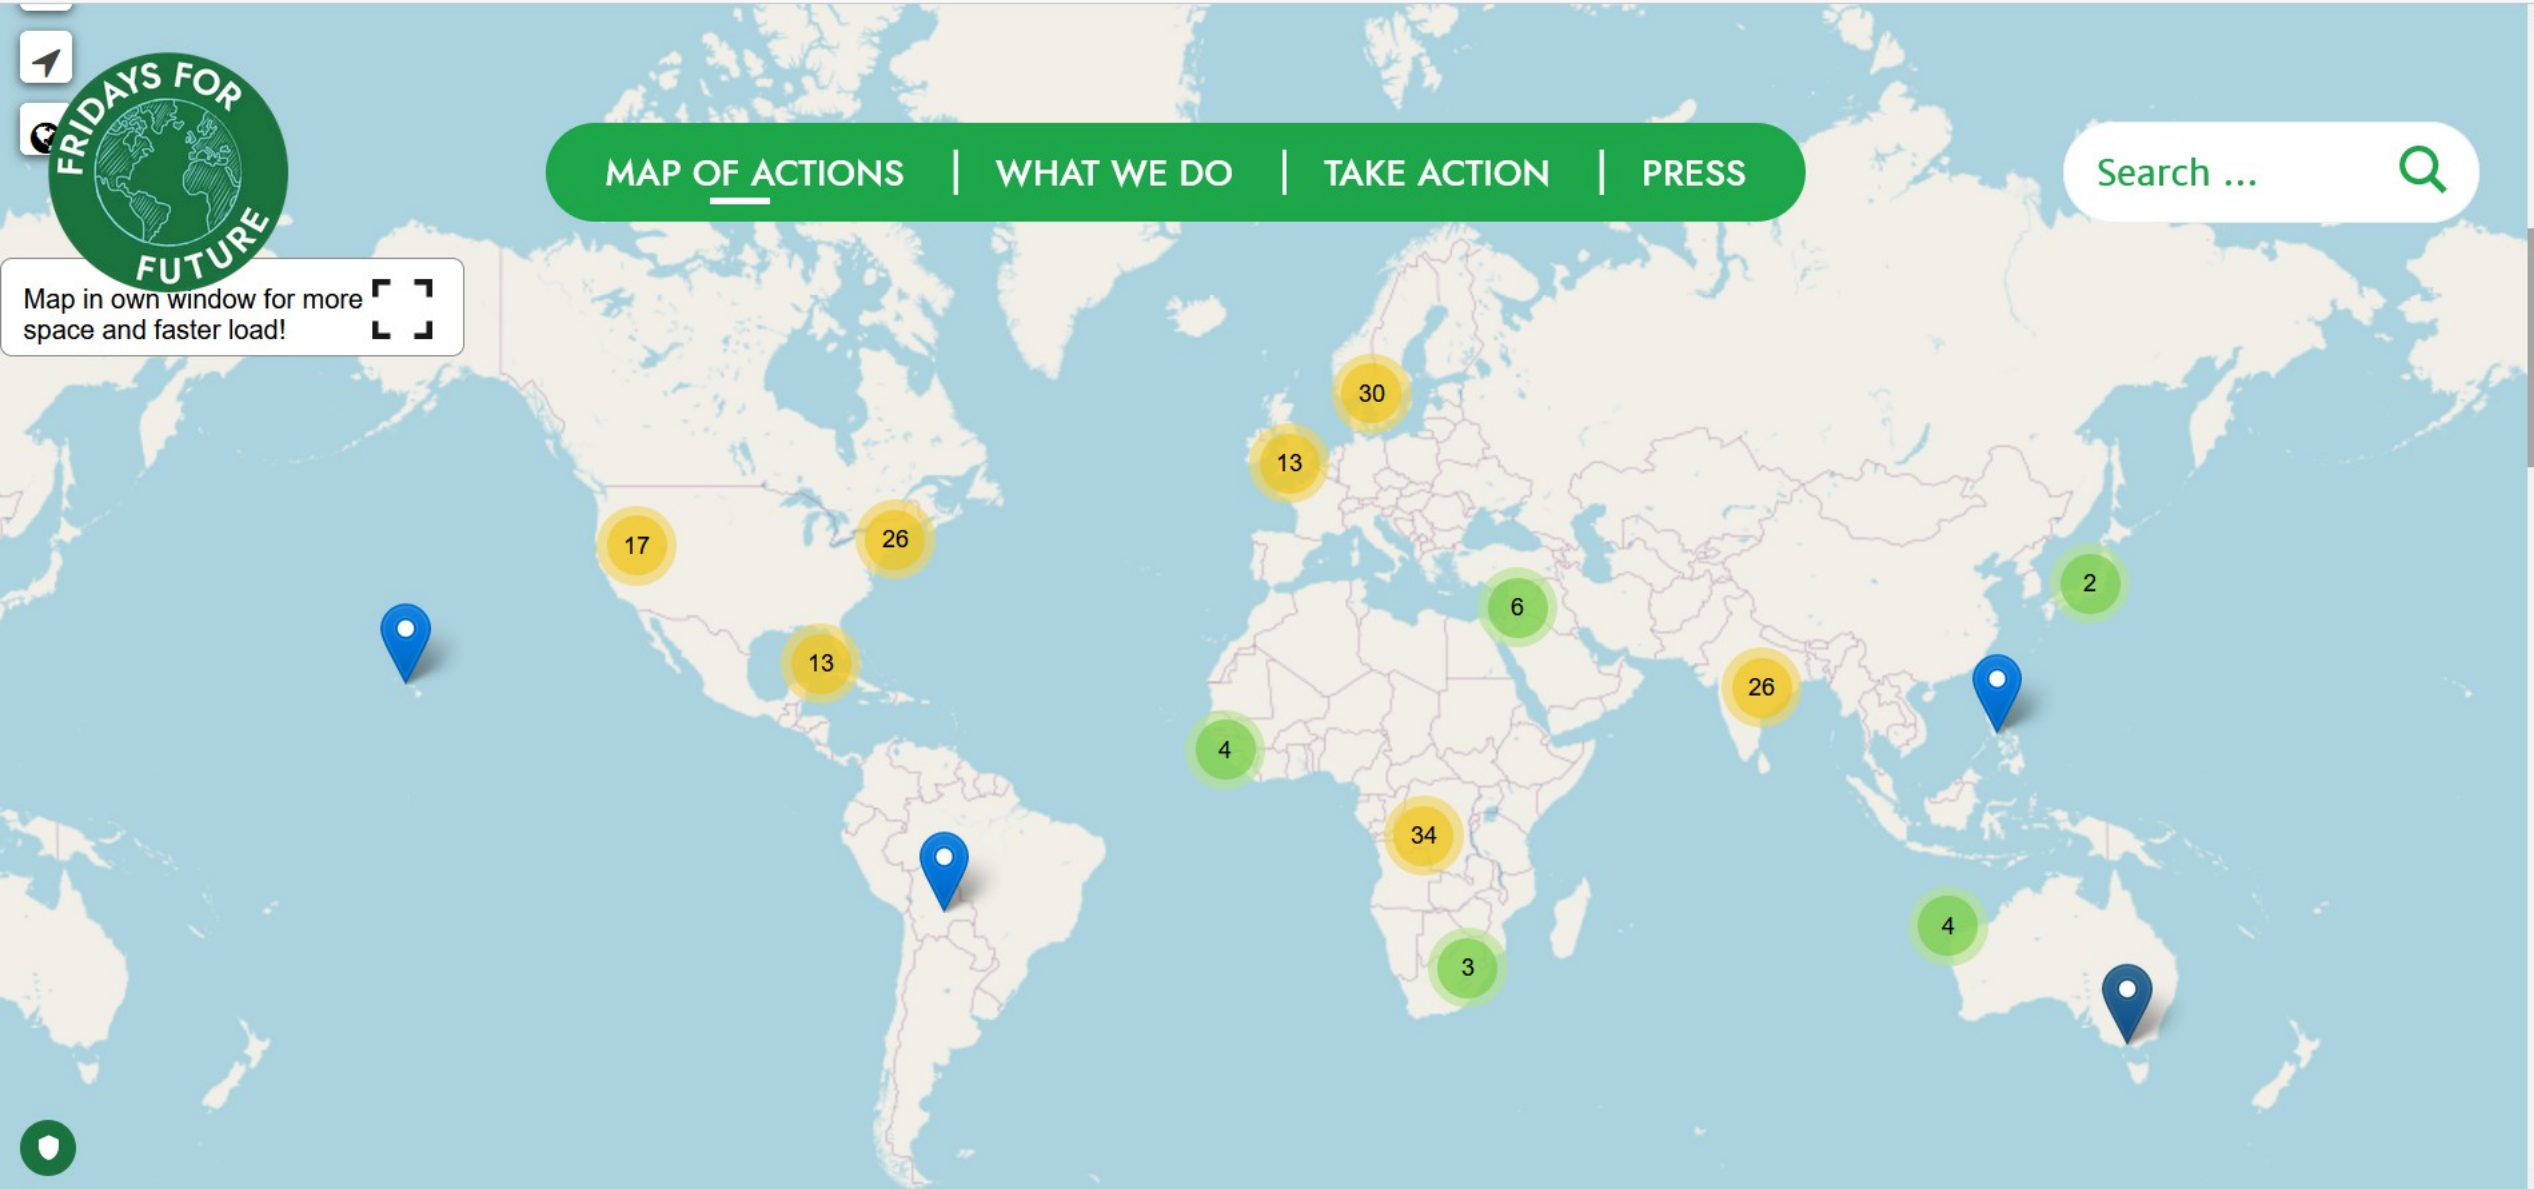 FRIDAYS FOR
FUTURE
MAP OF ACTIONS | WHAT WE DO | TAKE ACTION | PRESS
Search ...
Map in own window for more
space and faster load!
30
13
17
26
2
6
13
26
4
34
4
3